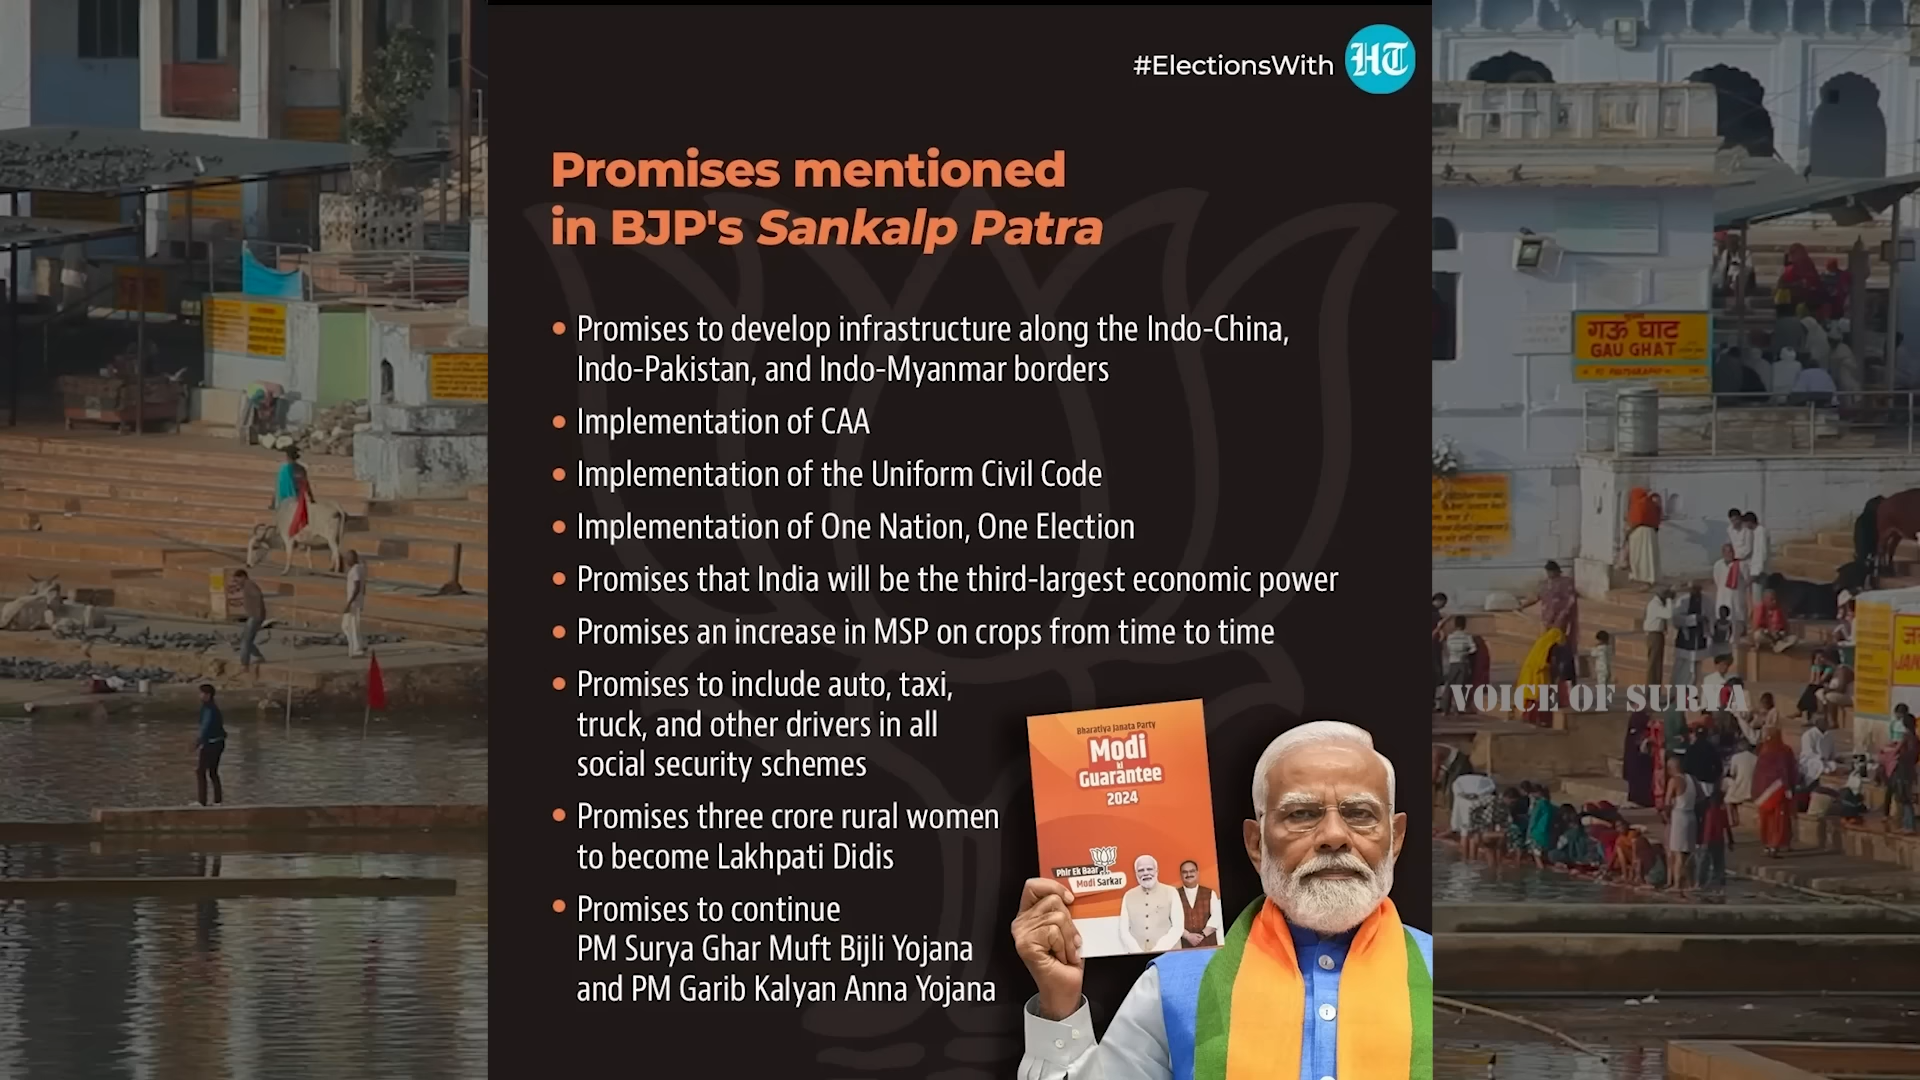 #ElectionsWith HT
Promises mentioned
in BJP's Sankalp Patra
• Promises to develop infrastructure along the Indo-China,
Indo-Pakistan, and Indo-Myanmar borders
• Implementation of CAA
• Implementation of the Uniform Civil Code
• Implementation of One Nation, One Election
• Promises that India will be the third-largest economic power
• Promises an increase in MSP on crops from time to time
• Promises to include auto, taxi,
truck, and other drivers in all
social security schemes
• Promises three crore rural women
to become Lakhpati Didis
• Promises to continue
PM Surya Ghar Muft Bijli Yojana
and PM Garib Kalyan Anna Yojana
Bharatiya Janata Party
Modi
ki
Guarantee
2024
Phir Ek Baar
Modi Sarkar
गऊ घाट
GAU GHAT
VOICE OF SURYA